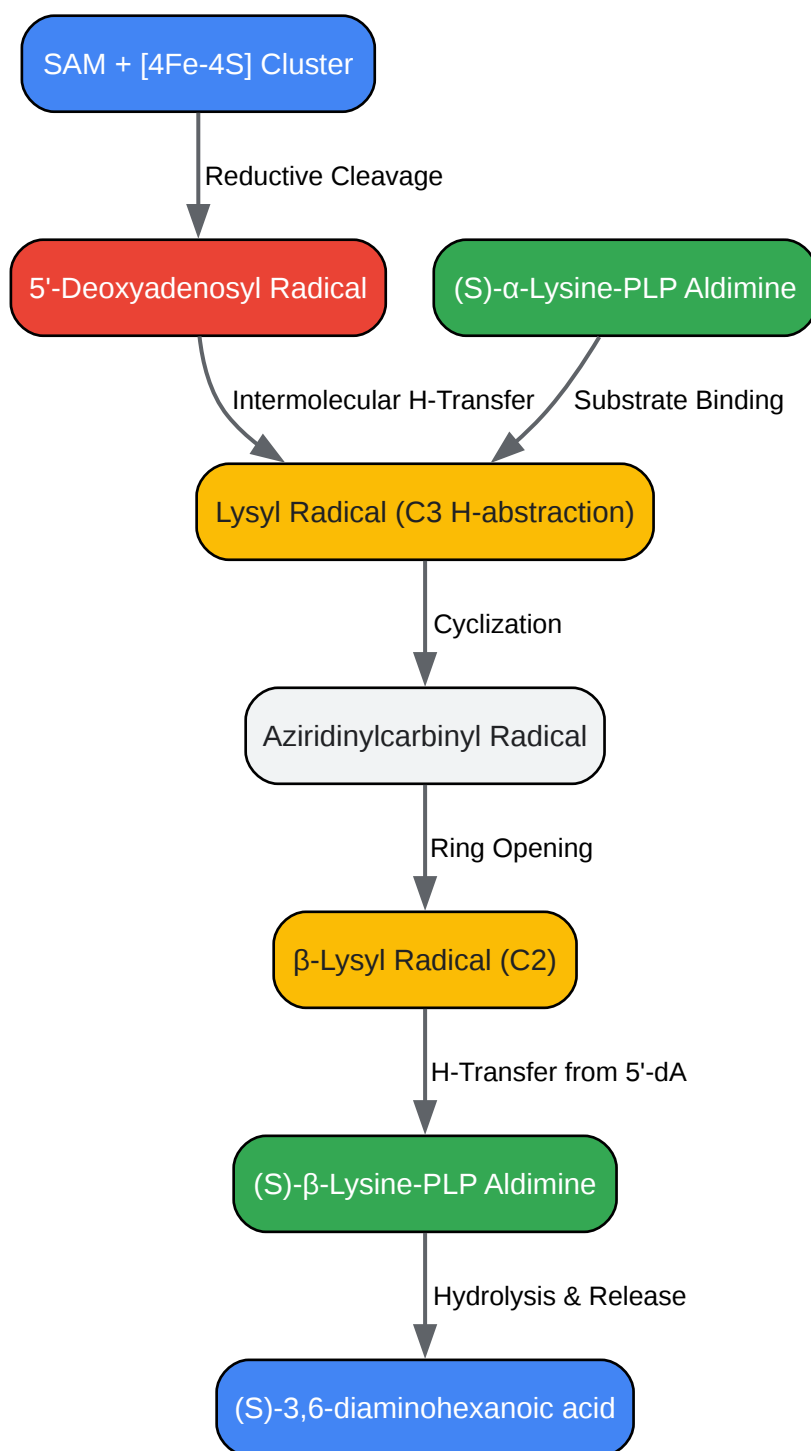 SAM + [4Fe-4S] Cluster
Reductive Cleavage
5'-Deoxyadenosyl Radical
(S)-α-Lysine-PLP Aldimine
Intermolecular H-Transfer
Substrate Binding
Lysyl Radical (C3 H-abstraction)
Cyclization
Aziridinylcarbinyl Radical
Ring Opening
β-Lysyl Radical (C2)
H-Transfer from 5'-dA
(S)-β-Lysine-PLP Aldimine
Hydrolysis & Release
(S)-3,6-diaminohexanoic acid